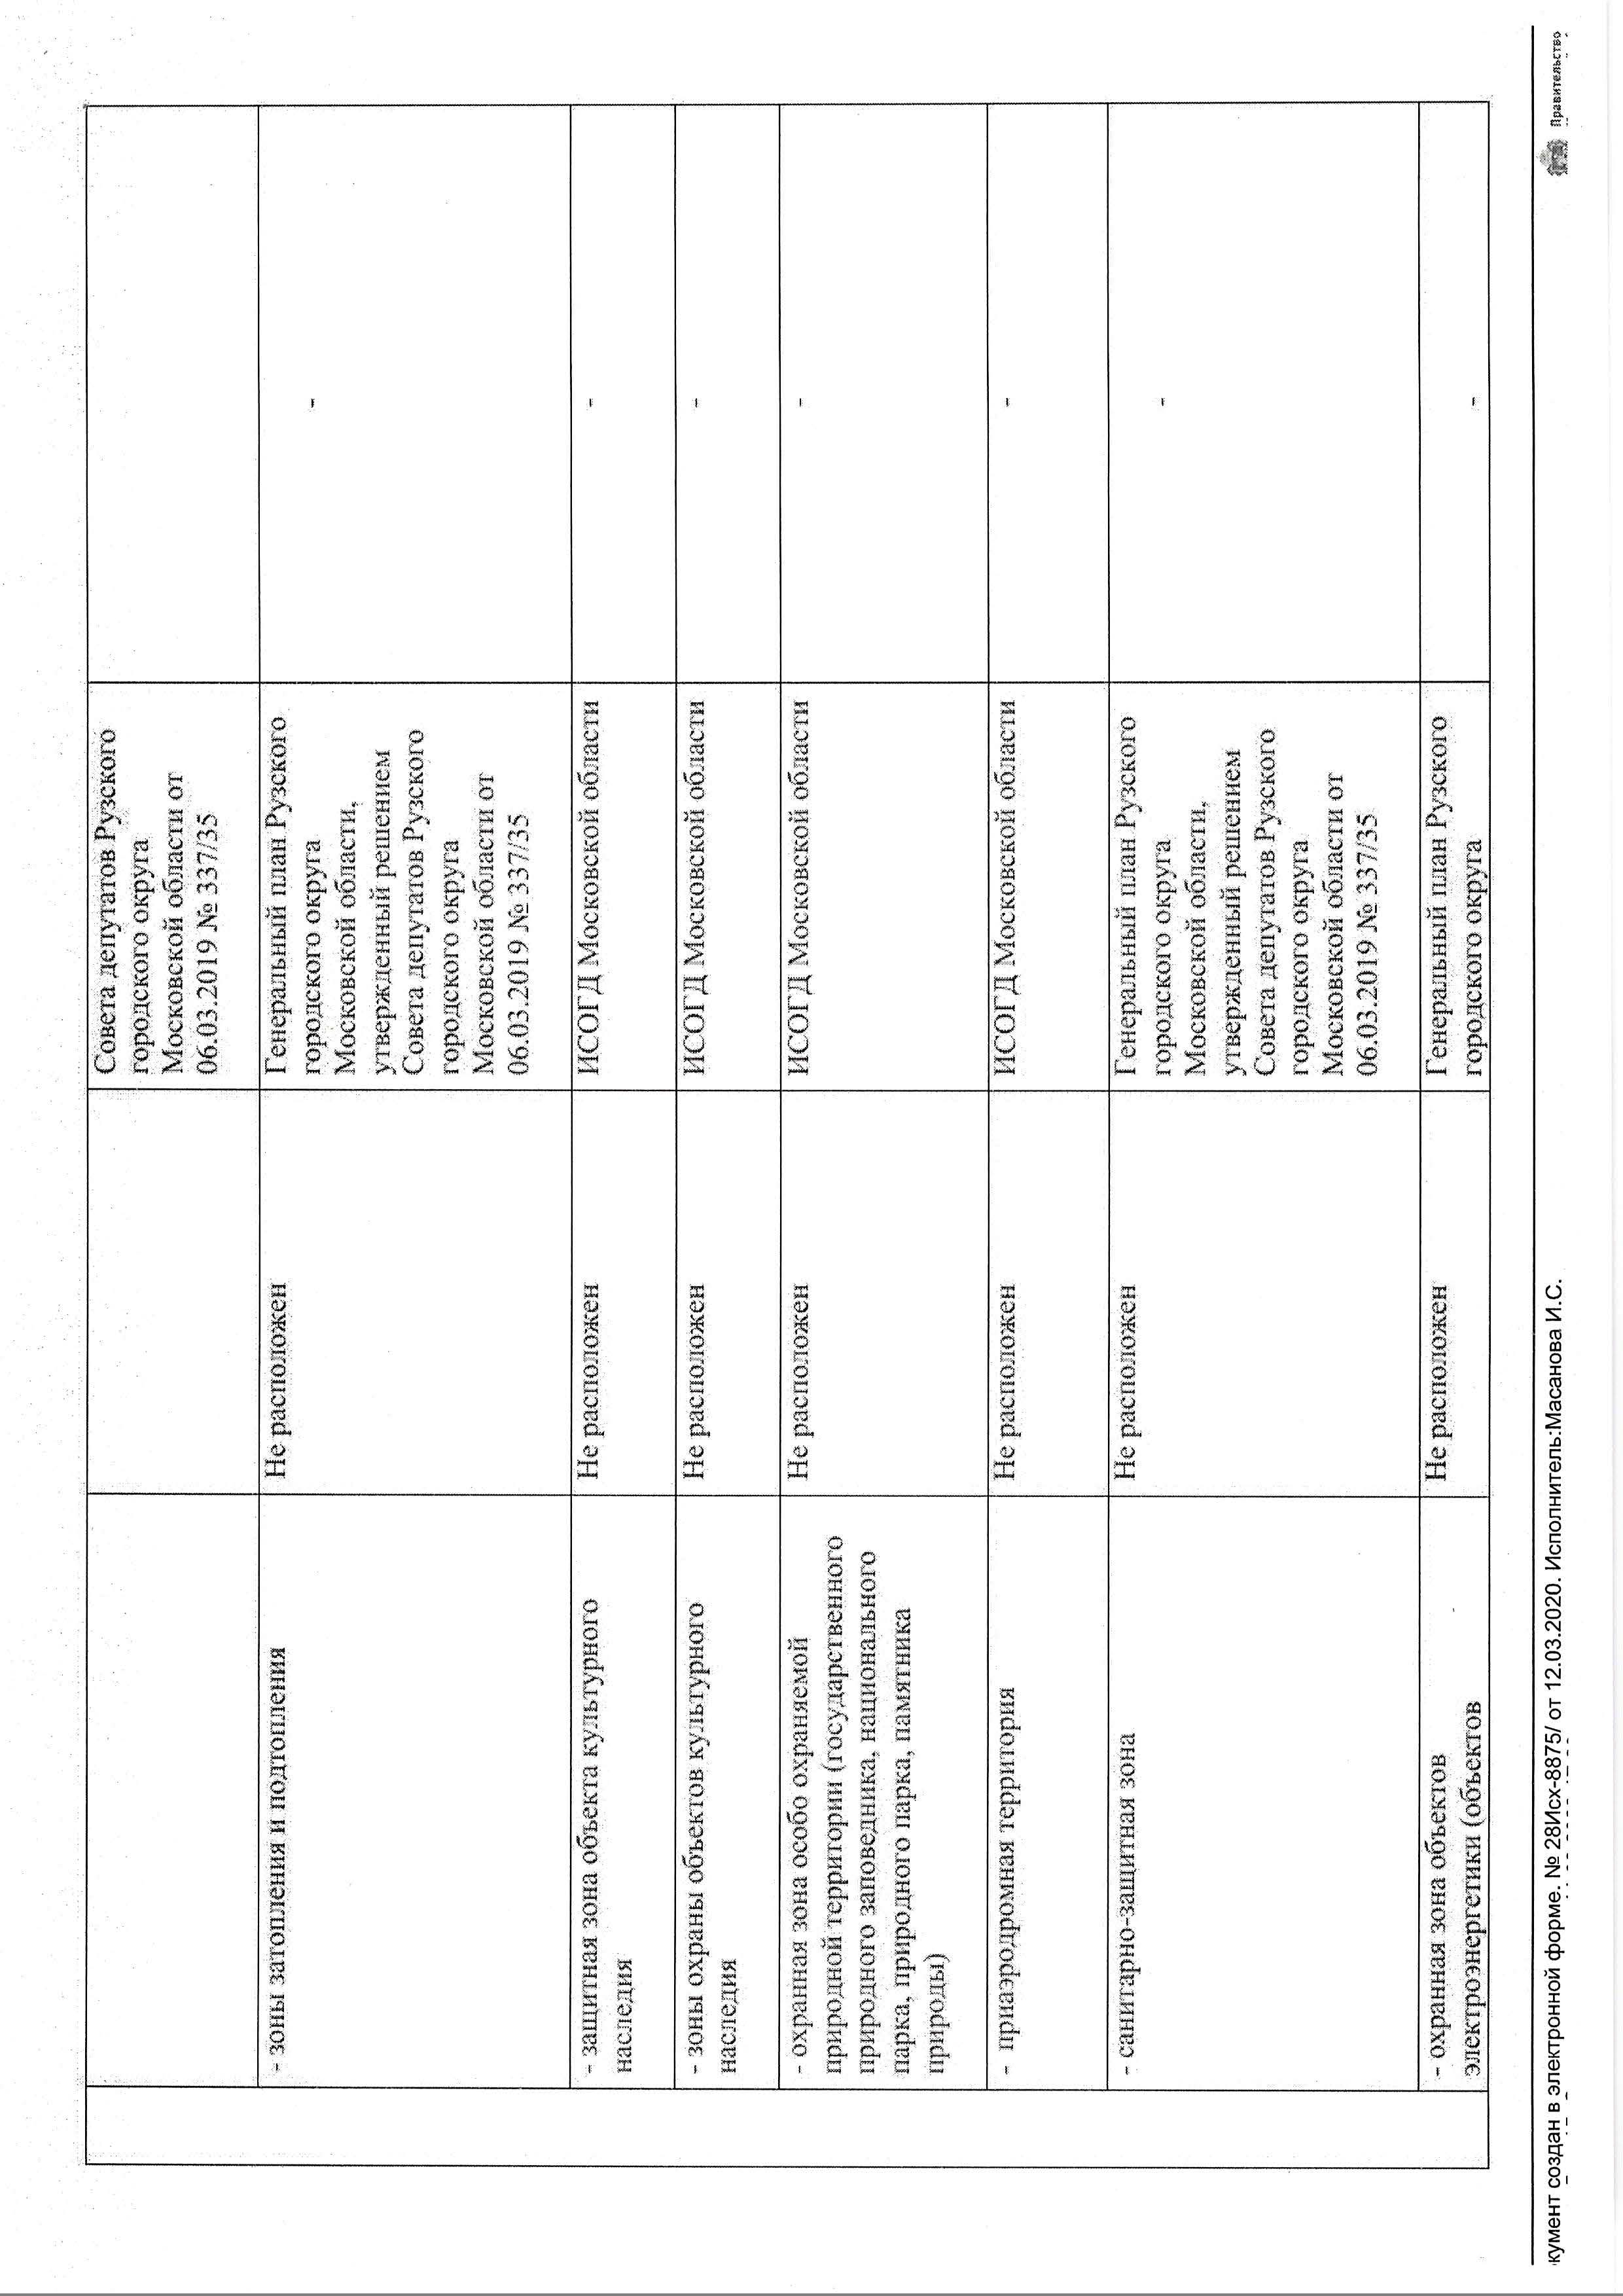 Совета депутатов Рузского
городского округа
Московской области от
06.03.2019 № 337/35
- зоны затопления и подтопления
Не расположен
Генеральный план Рузского
городского округа
Московской области,
утвержденный решением
Совета депутатов Рузского
городского округа
Московской области от
06.03.2019 № 337/35
-
- защитная зона объекта культурного
наследия
Не расположен
ИСОГД Московской области
-
- зоны охраны объектов культурного
наследия
Не расположен
ИСОГД Московской области
-
- охранная зона особо охраняемой
природной территории (государственного
природного заповедника, национального
парка, природного парка, памятника
природы)
Не расположен
ИСОГД Московской области
-
- приаэродромная территория
Не расположен
ИСОГД Московской области
-
- санитарно-защитная зона
Не расположен
Генеральный план Рузского
городского округа
Московской области,
утвержденный решением
Совета депутатов Рузского
городского округа
Московской области от
06.03.2019 № 337/35
-
- охранная зона объектов
электроэнергетики (объектов
Не расположен
Генеральный план Рузского
городского округа
-
кумент создан в электронной форме. № 28Исх-8875/ от 12.03.2020. Исполнитель:Масанова И.С.
Правительство